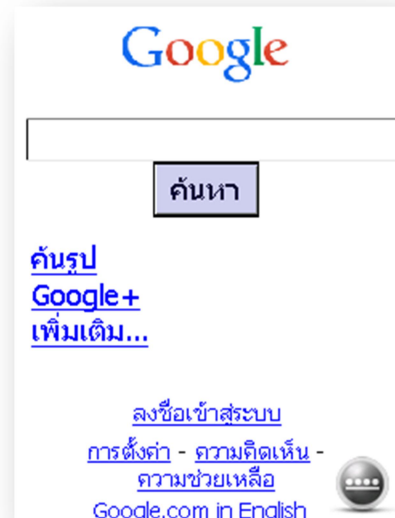 Google
ค้นหา
ค้นรูป
Google+
เพิ่มเติม...
ลงชื่อเข้าสู่ระบบ
การตั้งค่า - ความคิดเห็น -
ความช่วยเหลือ
Google.com in English